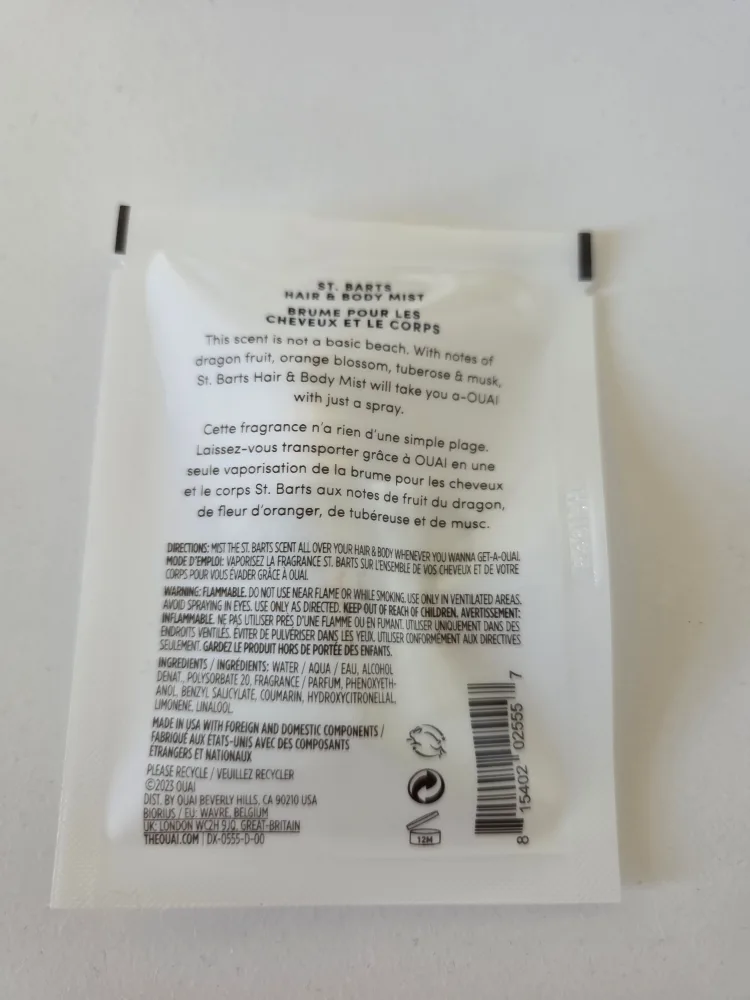 ST. BARTS
HAIR & BODY MIST
BRUME POUR LES
CHEVEUX ET LE CORPS
This scent is not a basic beach. With notes of
dragon fruit, orange blossom, tuberose & musk,
St. Barts Hair & Body Mist will take you a-OUAI
with just a spray.
Cette fragrance n'a rien d'une simple plage.
Laissez-vous transporter grâce à OUAI en une
seule vaporisation de la brume pour les cheveux
et le corps St. Barts aux notes de fruit du dragon,
de fleur d'oranger, de tubéreuse et de musc.
DIRECTIONS: MIST THE ST. BARTS SCENT ALL OVER YOUR HAIR & BODY WHENEVER YOU WANNA GET-A-OUAI.
MODE D'EMPLOI: VAPORISEZ LA FRAGRANCE ST. BARTS SUR L'ENSEMBLE DE VOS CHEVEUX ET DE VOTRE
CORPS POUR VOUS ÉVADER GRÂCE À OUAI.
WARNING: FLAMMABLE. DO NOT USE NEAR FLAME OR WHILE SMOKING. USE ONLY IN VENTILATED AREAS.
AVOID SPRAYING IN EYES. USE ONLY AS DIRECTED. KEEP OUT OF REACH OF CHILDREN. AVERTISSEMENT:
INFLAMMABLE. NE PAS UTILISER PRÈS D'UNE FLAMME OU EN FUMANT. UTILISER UNIQUEMENT DANS DES
ENDROITS VENTILÉS. ÉVITER DE PULVÉRISER DANS LES YEUX. UTILISER CONFORMÉMENT AUX DIRECTIVES
SEULEMENT. GARDEZ LE PRODUIT HORS DE PORTÉE DES ENFANTS.
INGREDIENTS / INGRÉDIENTS: WATER / AQUA / EAU, ALCOHOL
DENAT., POLYSORBATE 20, FRAGRANCE / PARFUM, PHENOXYETH-
ANOL, BENZYL SALICYLATE, COUMARIN, HYDROXYCITRONELLAL,
LIMONENE, LINALOOL.
MADE IN USA WITH FOREIGN AND DOMESTIC COMPONENTS /
FABRIQUÉ AUX ÉTATS-UNIS AVEC DES COMPOSANTS
ÉTRANGERS ET NATIONAUX
PLEASE RECYCLE / VEUILLEZ RECYCLER
©2023 OUAI
DIST. BY OUAI BEVERLY HILLS, CA 90210 USA
BIORIUS / EU: WAVRE, BELGIUM
UK: LONDON WC2H 9JQ, GREAT-BRITAIN
THEOUAI.COM | DX-0555-D-00
12M
8 15402 02555 7